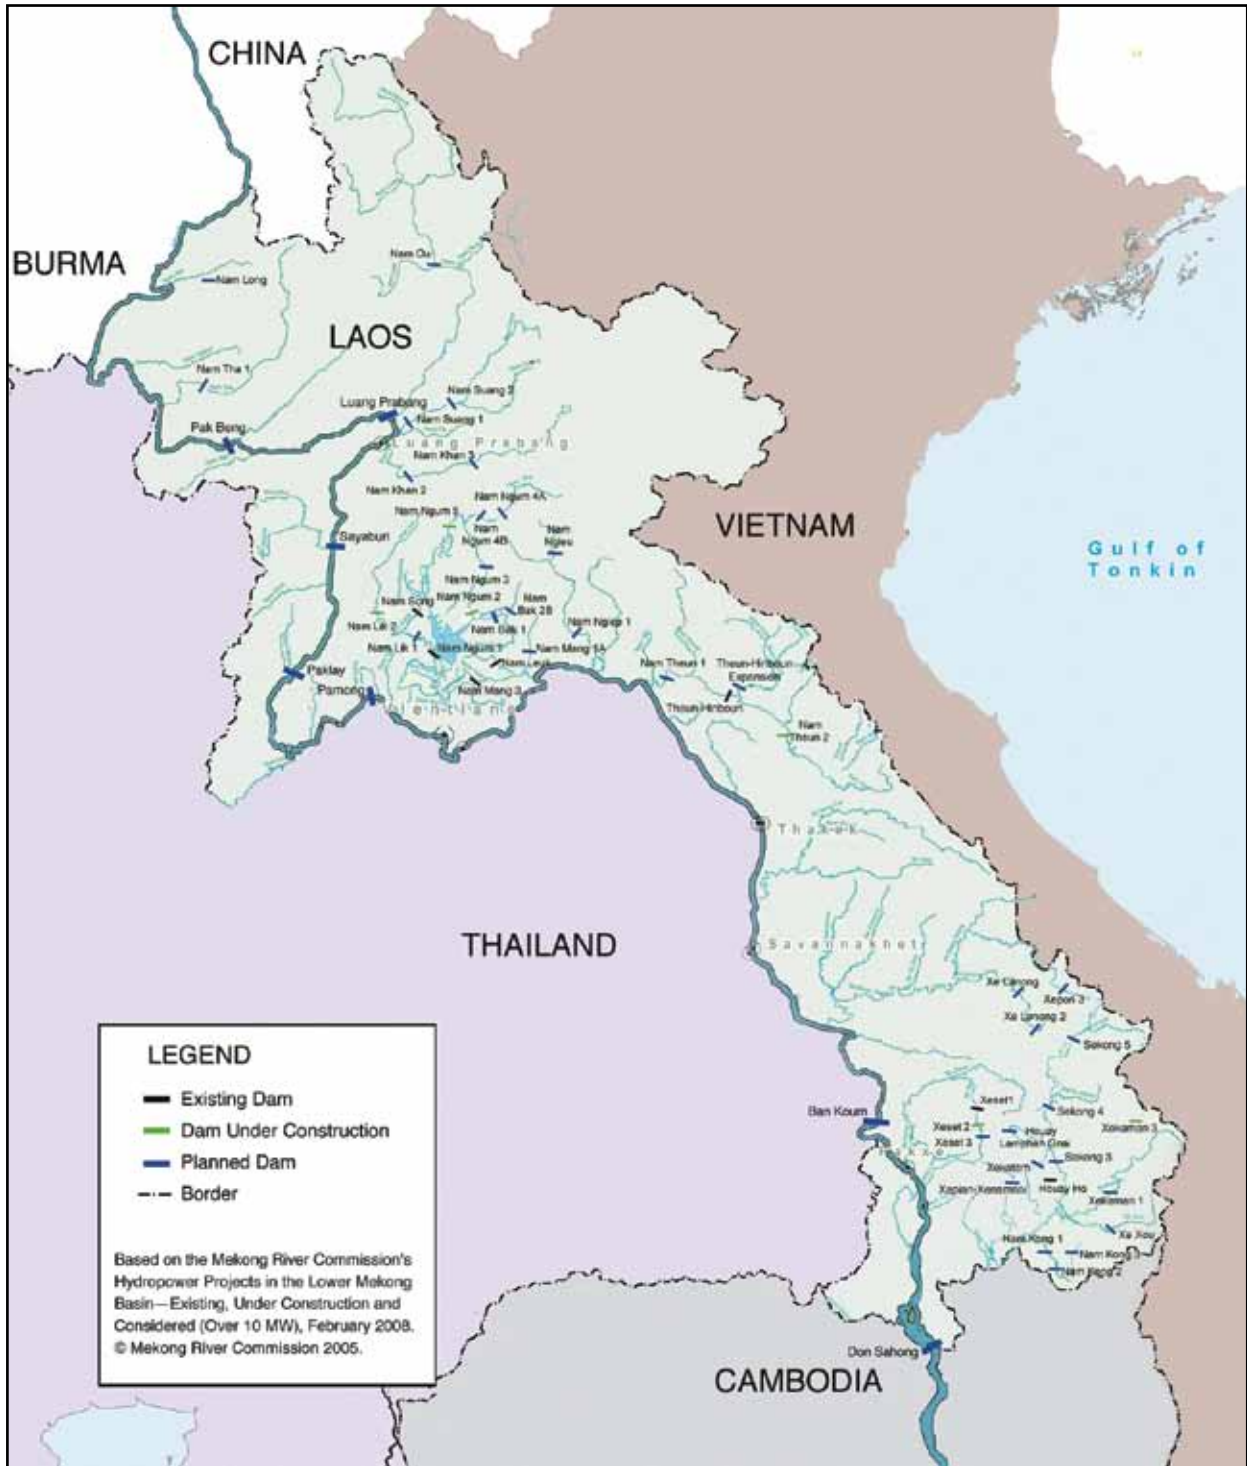 CHINA
BURMA
Nam Ou
Nam Long
LAOS
Nam Tha 1
Nam Suang 2
Luang Prabang
Nam Suang 1
Pak Beng
Luang Prabang
Nam Khan 3
Nam Khan 2
Nam Ngum 4A
Nam Ngum 5
Nam
Ngum 4B
Nam
Ngieu
VIETNAM
Sayaburi
Gulf of
Tonkin
Nam Ngum 3
Nam Song
Nam Ngum 2
Nam
Bak 2B
Nam Lik 2
Nam Bak 1
Nam Ngiep 1
Nam Lik 1
Nam Ngum 1
Nam Mang 1A
Nam Leuk
Nam Theun 1
Theun-Hinboun
Expansion
Paklay
Pamong
Nam Mang 3
Vientiane
Theun-Hinboun
Nam
Theun 2
Thakek
THAILAND
Savannakhet
Xepon 3
Xe Lanong 2
Sekong 5
LEGEND
Existing Dam
Dam Under Construction
Planned Dam
Border
Based on the Mekong River Commission's
Hydropower Projects in the Lower Mekong
Basin—Existing, Under Construction and
Considered (Over 10 MW), February 2008.
© Mekong River Commission 2005.
Ban Koum
Xeset1
Sekong 4
Xeset 2
Xeset 3
Houay
Lamphan Gnai
Xekaman 3
Sekong 3
Xekatam
Houay Ho
Xekaman 1
Xe Xou
Nam Kong 1
Nam Kong 3
Nam Kong 2
Don Sahong
CAMBODIA